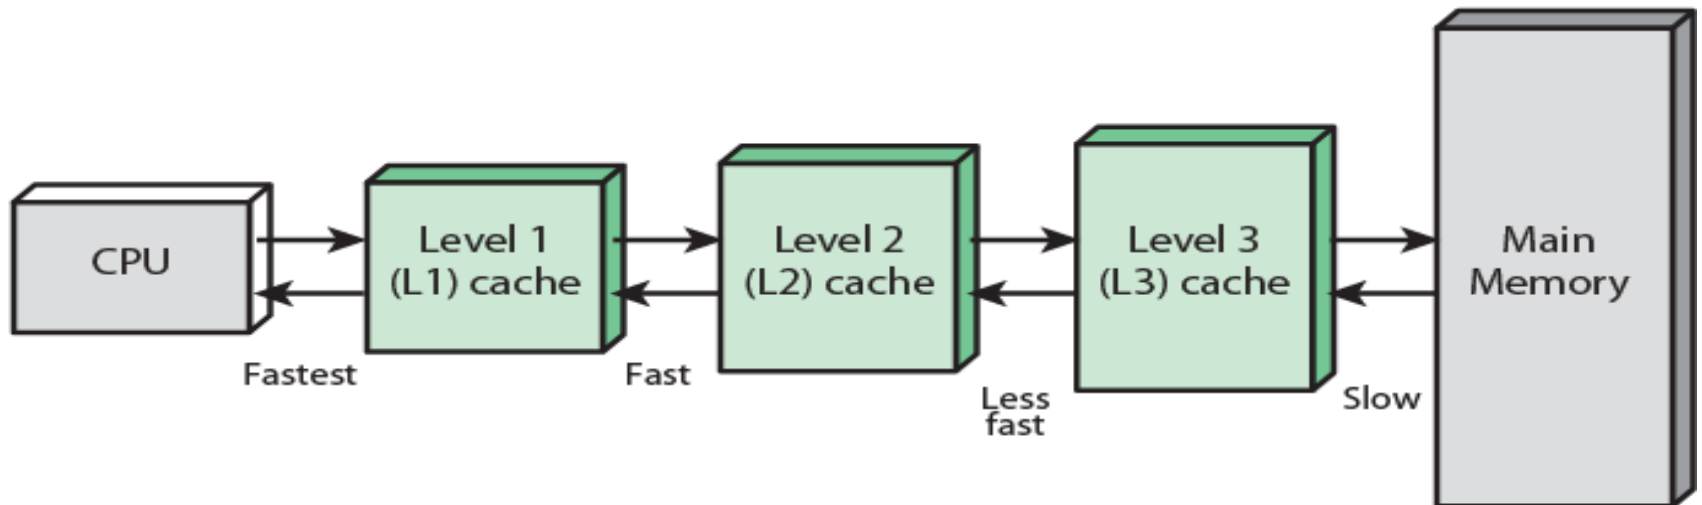 CPU
Level 1
(L1) cache
Level 2
(L2) cache
Level 3
(L3) cache
Main
Memory
Fastest
Fast
Less
fast
Slow